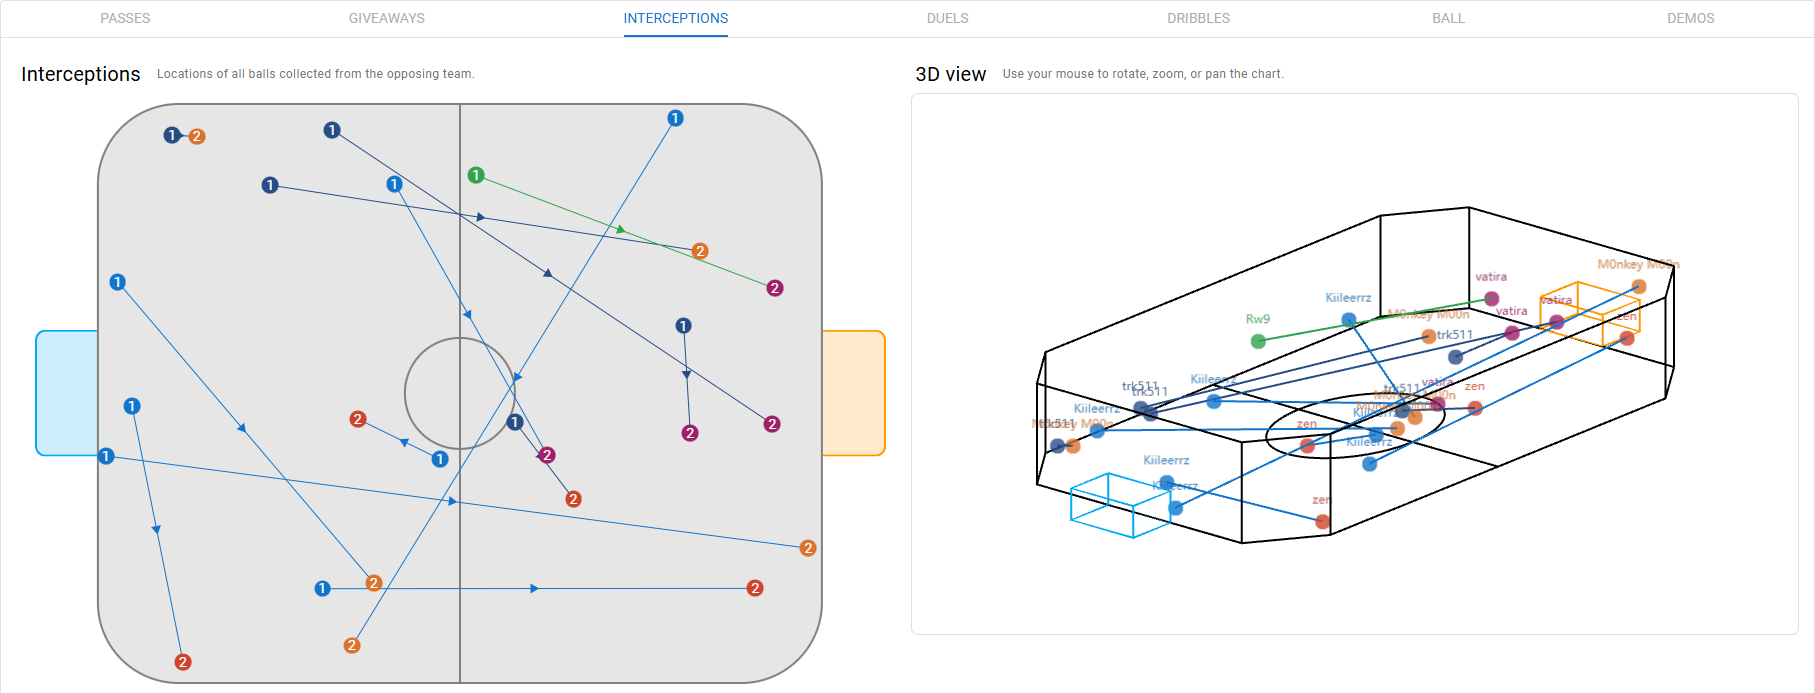 PASSES GIVEAWAYS INTERCEPTIONS DUELS DRIBBLES BALL DEMOS
Interceptions Locations of all balls collected from the opposing team.
1 2
1
1
1
1
1
2
2
1
1
2
1
2
1
2
2
1
2
1
1
2
2
2
1
2
2
2
3D view Use your mouse to rotate, zoom, or pan the chart.
M0nkey M00n
vatira
Kiileerrz
vatira
vatira
Rw9
M0nkey M00n
zen
trk511
Kiileerrz
trk511
trk511
trk511
vatira
zen
M0nkey M00n
Kiileerrz
M0nkey M00n
Kiileerrz
trk511
M0nkey M00n
zen
Kiileerrz
Kiileerrz
Kiileerrz
zen